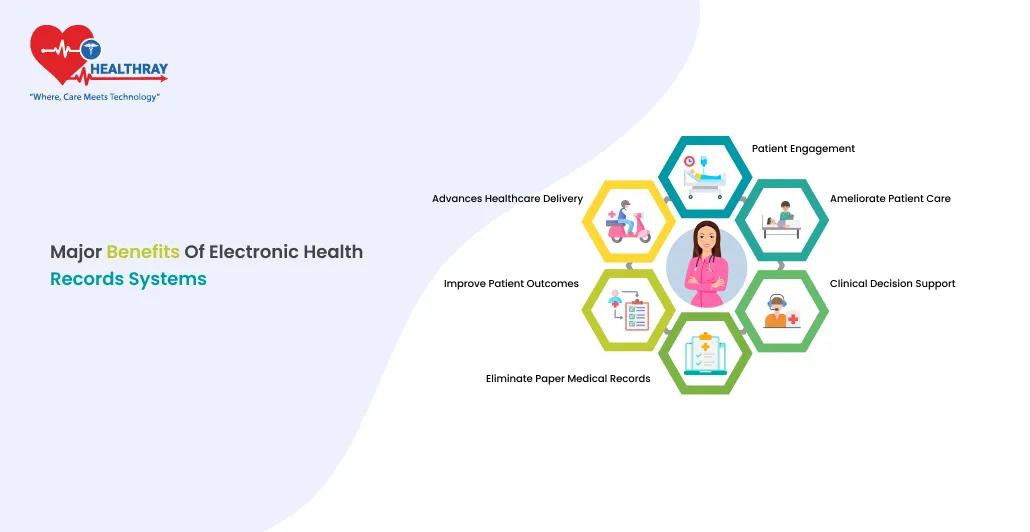 HEALTHRAY
"Where, Care Meets Technology"
Major Benefits Of Electronic Health
Records Systems
Patient Engagement
Advances Healthcare Delivery
Ameliorate Patient Care
Improve Patient Outcomes
Clinical Decision Support
Eliminate Paper Medical Records